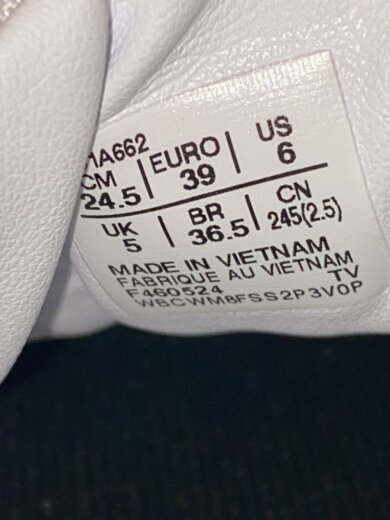 1A662
CM EURO US
24.5 39 6
UK BR CN
5 36.5 245(2.5)
MADE IN VIETNAM
FABRIQUE AU VIETNAM
F460524 TV
WBCWM8FSS2P3V0P